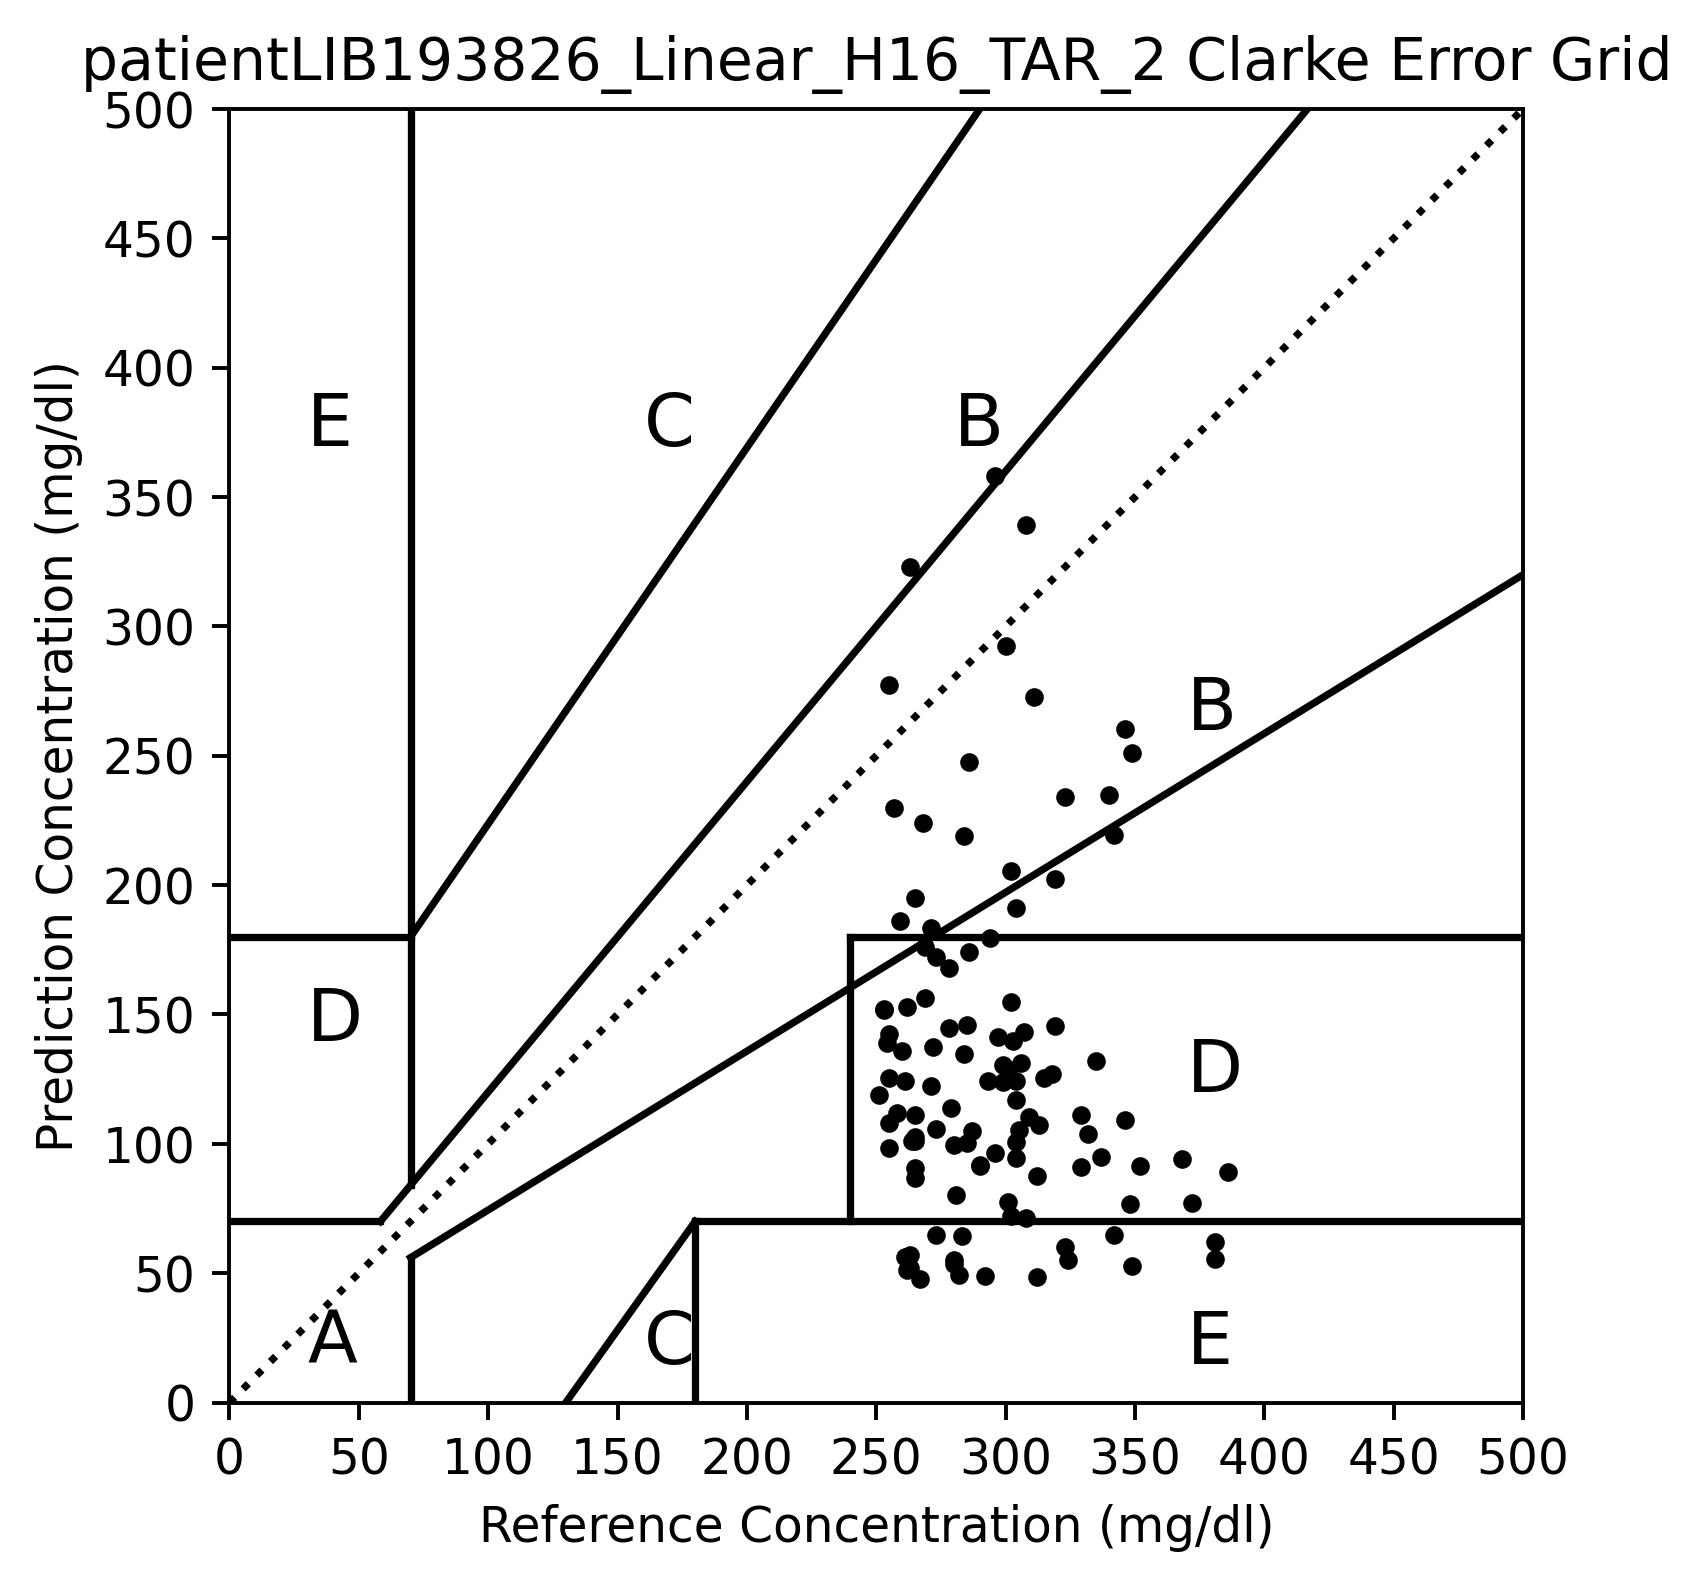 patientLIB193826_Linear_H16_TAR_2 Clarke Error Grid
500
450
400
350
300
250
200
150
100
50
0
Prediction Concentration (mg/dl)
E
C
B
B
D
D
A
C
E
0 50 100 150 200 250 300 350 400 450 500
Reference Concentration (mg/dl)